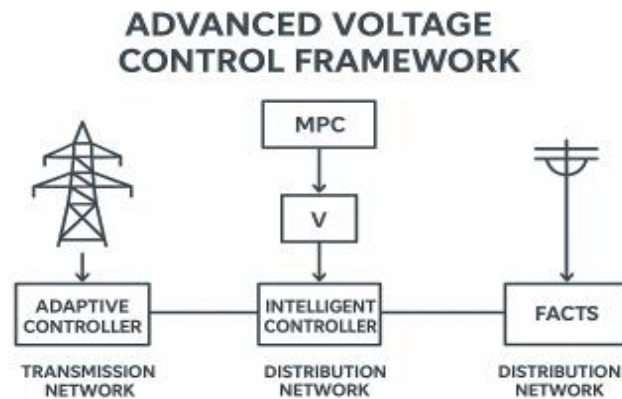 ADVANCED VOLTAGE
CONTROL FRAMEWORK
MPC
V
ADAPTIVE
CONTROLLER
INTELLIGENT
CONTROLLER
FACTS
TRANSMISSION
NETWORK
DISTRIBUTION
NETWORK
DISTRIBUTION
NETWORK